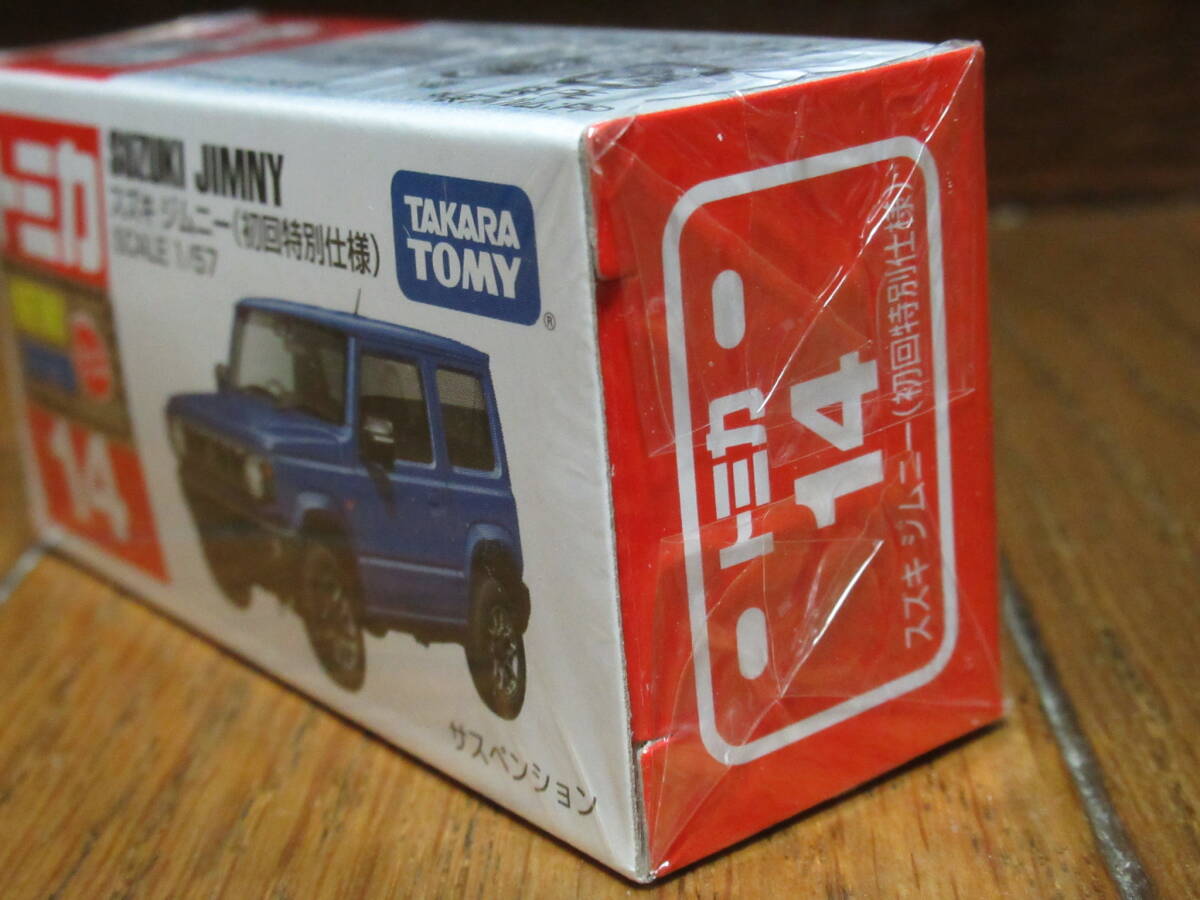 トミカ
14
SUZUKI JIMNY
スズキ ジムニー(初回特別仕様)
SCALE 1/57
TAKARA
TOMY
®
サスペンション
トミカ
14
スズキ ジムニー(初回特別仕様)